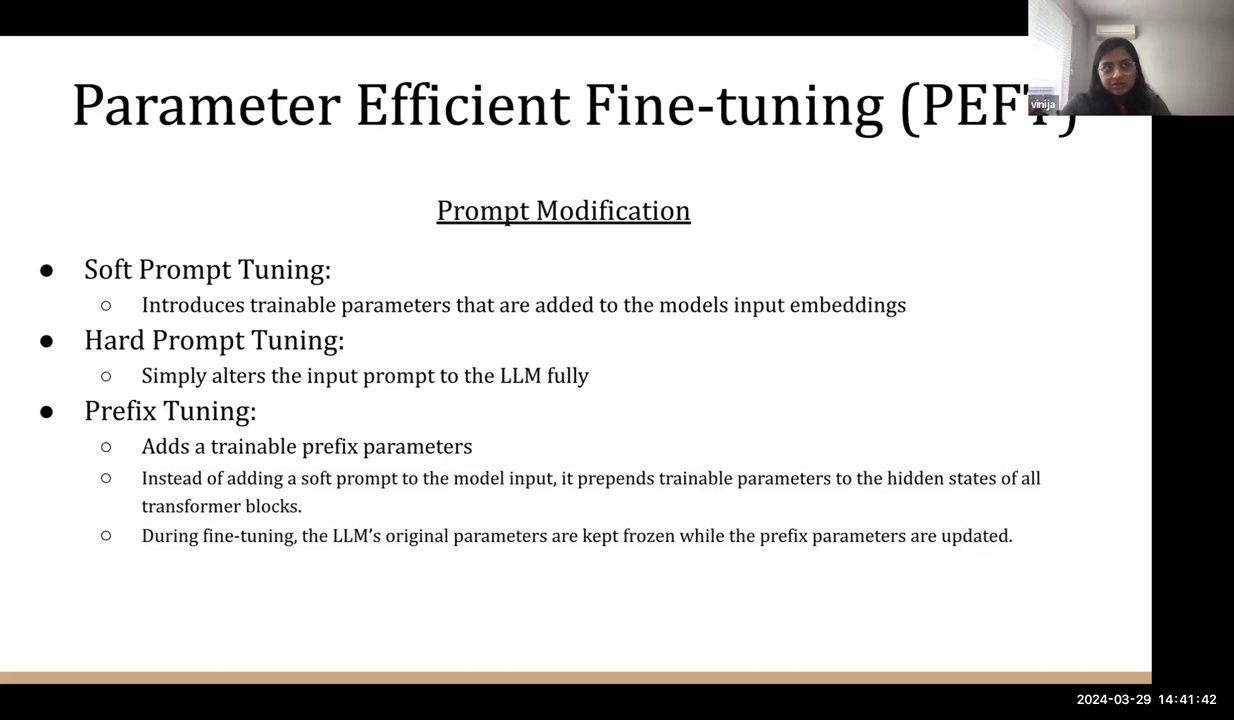 Parameter Efficient Fine-tuning (PEFT)
vinija
Prompt Modification
● Soft Prompt Tuning:
○ Introduces trainable parameters that are added to the models input embeddings
● Hard Prompt Tuning:
○ Simply alters the input prompt to the LLM fully
● Prefix Tuning:
○ Adds a trainable prefix parameters
○ Instead of adding a soft prompt to the model input, it prepends trainable parameters to the hidden states of all
transformer blocks.
○ During fine-tuning, the LLM’s original parameters are kept frozen while the prefix parameters are updated.
2024-03-29 14:41:42